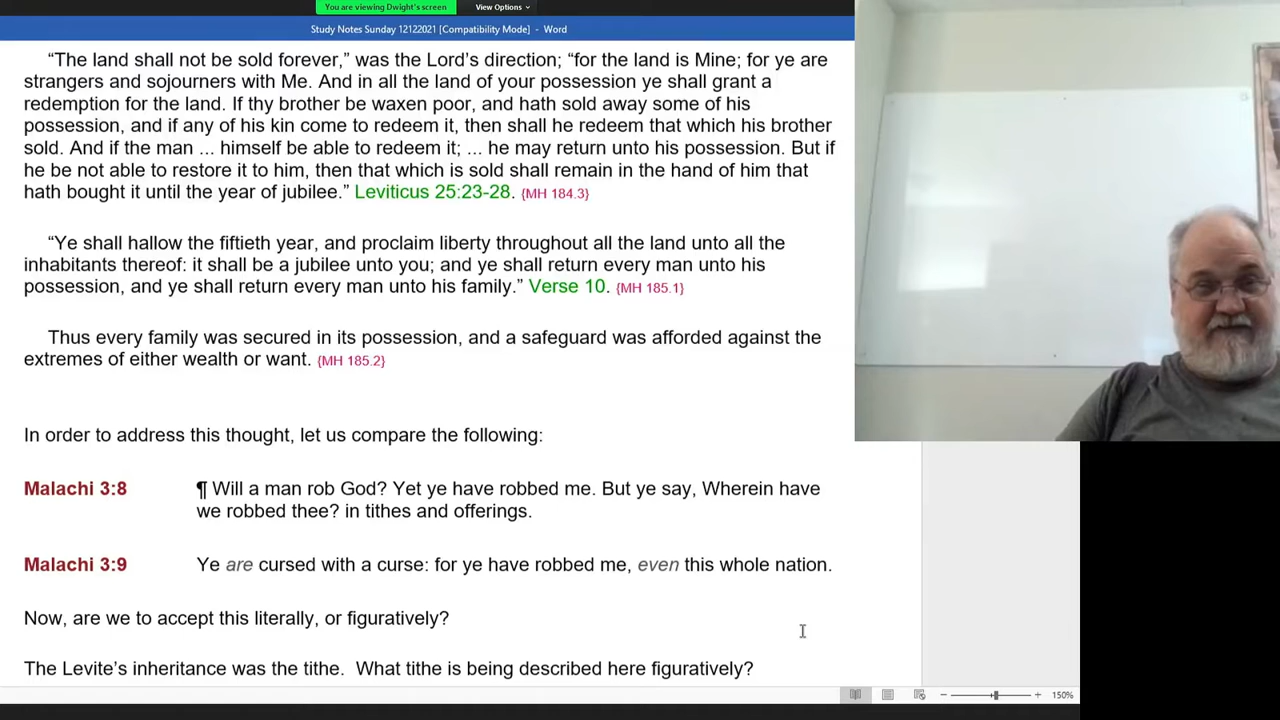 You are viewing Dwight's screen
View Options
Study Notes Sunday 12122021 [Compatibility Mode] - Word
“The land shall not be sold forever,” was the Lord’s direction; “for the land is Mine; for ye are
strangers and sojourners with Me. And in all the land of your possession ye shall grant a
redemption for the land. If thy brother be waxen poor, and hath sold away some of his
possession, and if any of his kin come to redeem it, then shall he redeem that which his brother
sold. And if the man ... himself be able to redeem it; ... he may return unto his possession. But if
he be not able to restore it to him, then that which is sold shall remain in the hand of him that
hath bought it until the year of jubilee.” Leviticus 25:23-28. {MH 184.3}
“Ye shall hallow the fiftieth year, and proclaim liberty throughout all the land unto all the
inhabitants thereof: it shall be a jubilee unto you; and ye shall return every man unto his
possession, and ye shall return every man unto his family.” Verse 10. {MH 185.1}
Thus every family was secured in its possession, and a safeguard was afforded against the
extremes of either wealth or want. {MH 185.2}
In order to address this thought, let us compare the following:
Malachi 3:8 ¶ Will a man rob God? Yet ye have robbed me. But ye say, Wherein have
we robbed thee? in tithes and offerings.
Malachi 3:9 Ye are cursed with a curse: for ye have robbed me, even this whole nation.
Now, are we to accept this literally, or figuratively?
The Levite’s inheritance was the tithe. What tithe is being described here figuratively?
150%